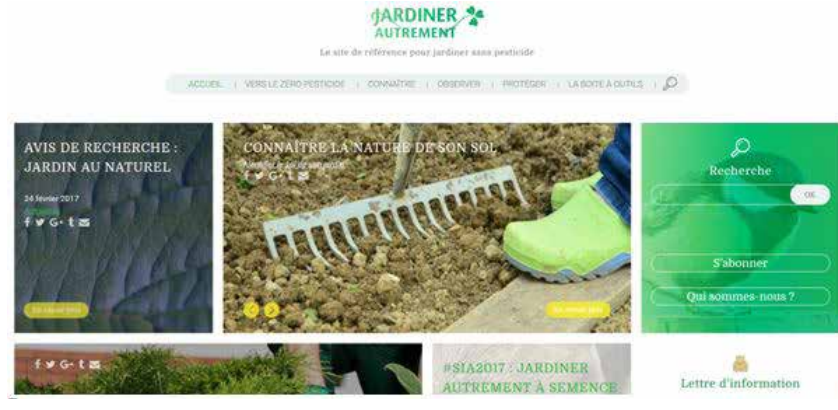 JARDINER
AUTREMENT
Le site de référence pour jardiner sans pesticide
ACCUEIL | VERS LE ZÉRO PESTICIDE | CONNAÎTRE | OBSERVER | PROTÉGER | LA BOITE À OUTILS
AVIS DE RECHERCHE :
JARDIN AU NATUREL
24 février 2017
CONNAÎTRE LA NATURE DE SON SOL
Recherche
OK
S'abonner
Qui sommes-nous ?
#SIA2017 : JARDINER
AUTREMENT À SEMENCE
Lettre d'information